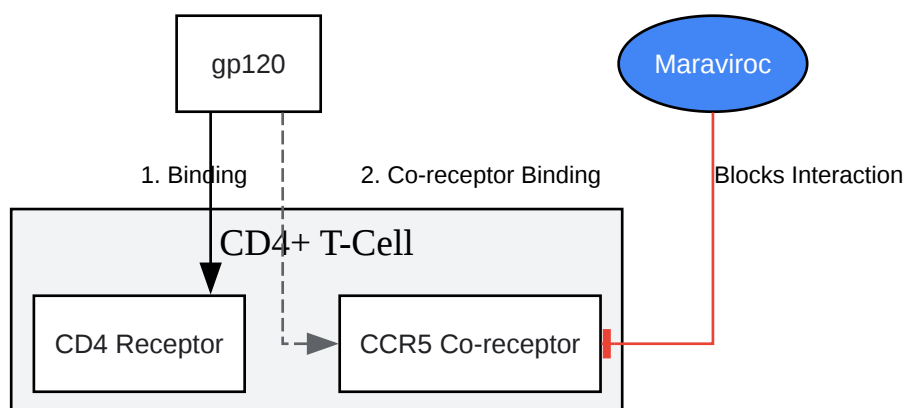 gp120
Maraviroc
1. Binding
2. Co-receptor Binding
Blocks Interaction
CD4+ T-Cell
CD4 Receptor
CCR5 Co-receptor